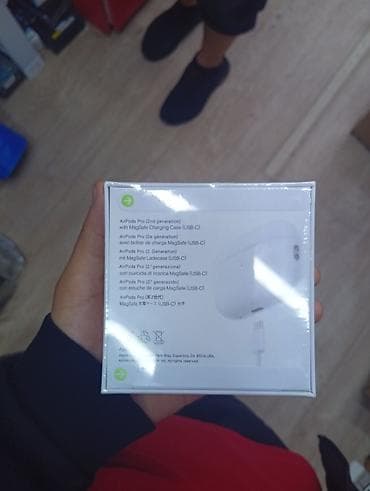 AirPods Pro (2nd generation)
with MagSafe Charging Case (USB-C)
AirPods Pro (2e génération)
avec boîtier de charge MagSafe (USB-C)
AirPods Pro (2. Generation)
mit MagSafe Ladecase (USB-C)
AirPods Pro (2ª generazione)
con custodia di ricarica MagSafe (USB-C)
AirPods Pro (2ª generación)
con estuche de carga MagSafe (USB-C)
AirPods Pro (第2世代)
MagSafe充電ケース (USB-C) 付き